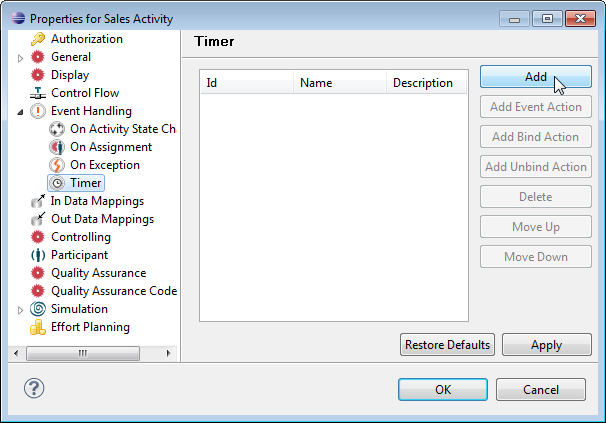 Properties for Sales Activity
Authorization
General
Display
Control Flow
Event Handling
On Activity State Ch
On Assignment
On Exception
Timer
In Data Mappings
Out Data Mappings
Controlling
Participant
Quality Assurance
Quality Assurance Code
Simulation
Effort Planning
Timer
Id Name Description
Add
Add Event Action
Add Bind Action
Add Unbind Action
Delete
Move Up
Move Down
Restore Defaults Apply
? OK Cancel